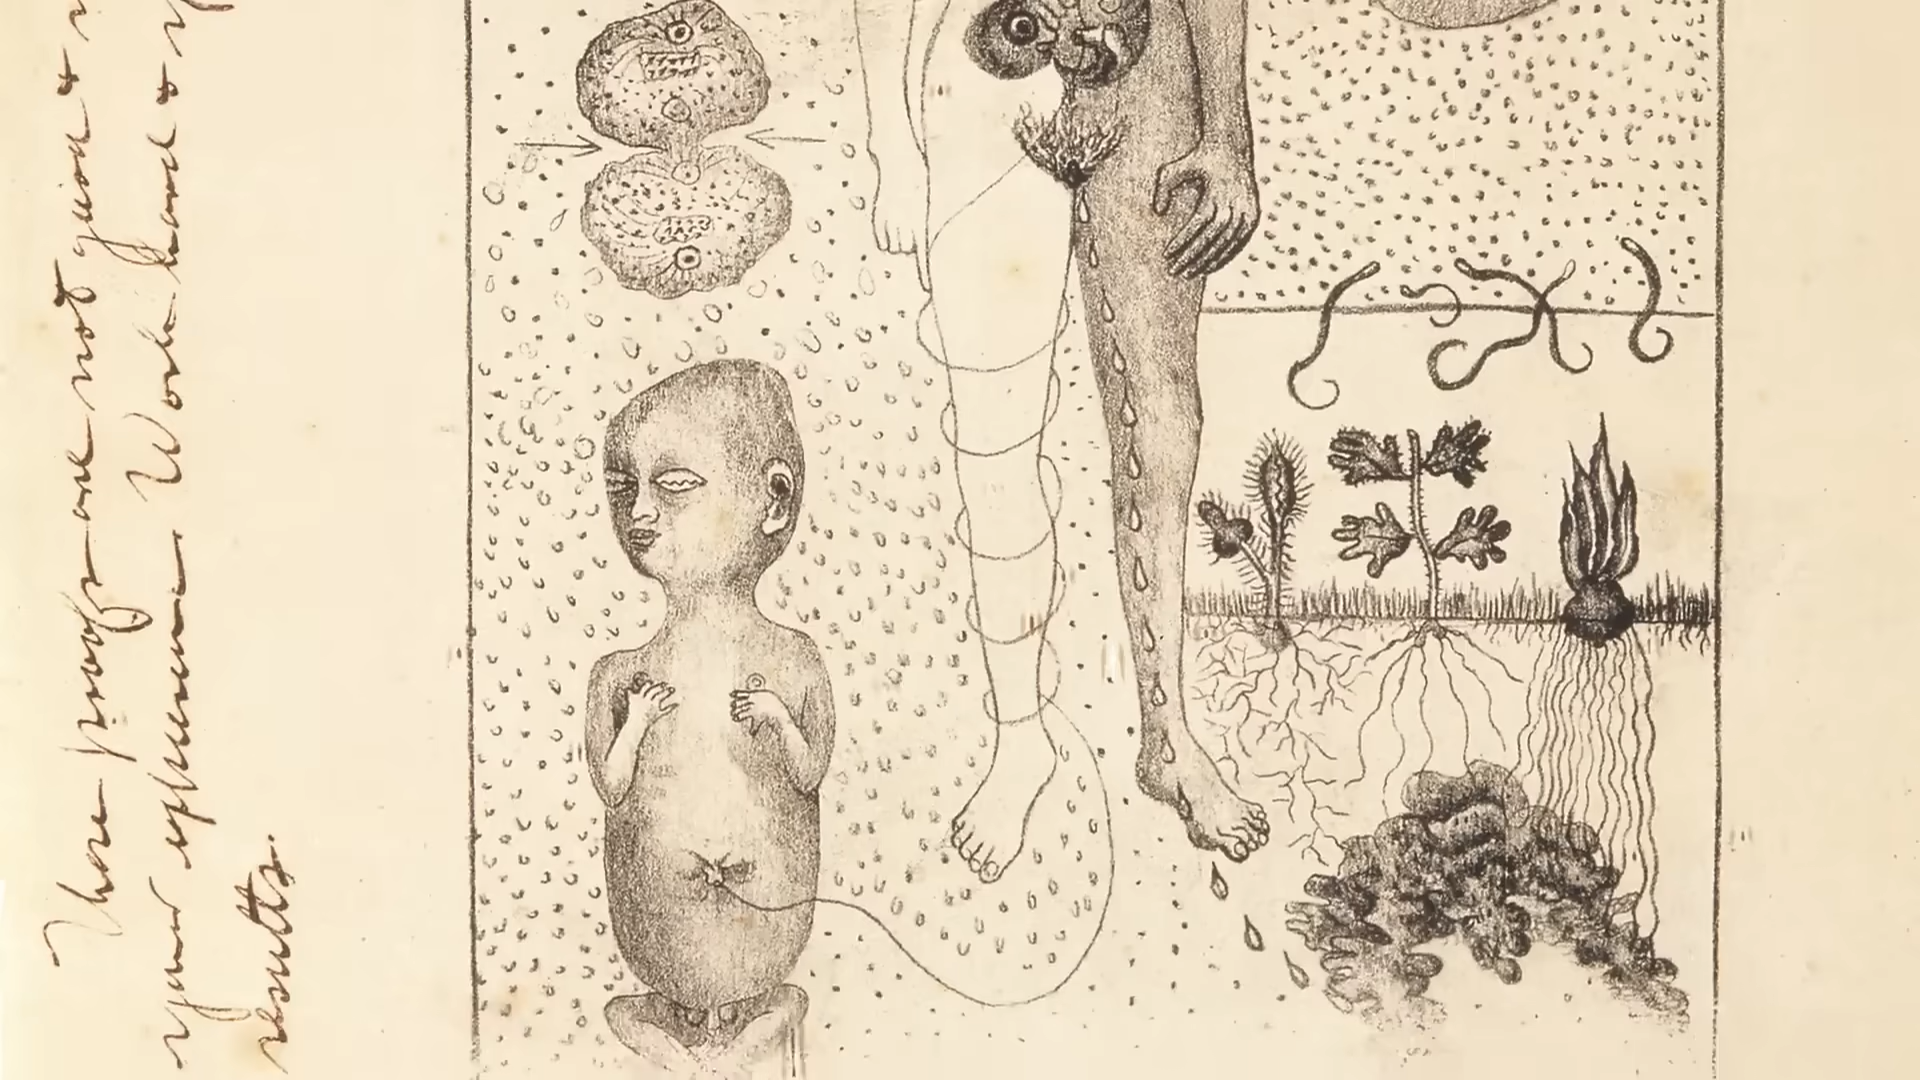 These proofs are not good & n
your experience. Work hard & y
results.